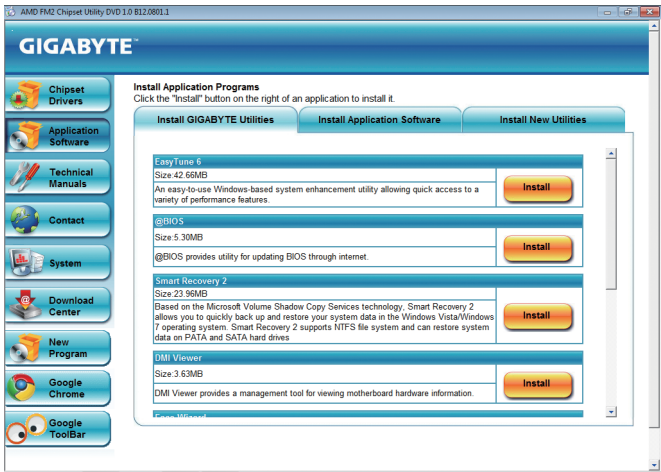 AMD FM2 Chipset Utility DVD 1.0 B12.0801.1
GIGABYTE™
Chipset
Drivers
Application
Software
Technical
Manuals
Contact
System
Download
Center
New
Program
Google
Chrome
Google
ToolBar
Install Application Programs
Click the "Install" button on the right of an application to install it.
Install GIGABYTE Utilities
Install Application Software
Install New Utilities
EasyTune 6
Size:42.66MB
An easy-to-use Windows-based system enhancement utility allowing quick access to a
variety of performance features.
Install
@BIOS
Size:5.30MB
@BIOS provides utility for updating BIOS through internet.
Install
Smart Recovery 2
Size:23.96MB
Based on the Microsoft Volume Shadow Copy Services technology, Smart Recovery 2
allows you to quickly back up and restore your system data in the Windows Vista/Windows
7 operating system. Smart Recovery 2 supports NTFS file system and can restore system
data on PATA and SATA hard drives
Install
DMI Viewer
Size:3.63MB
DMI Viewer provides a management tool for viewing motherboard hardware information.
Install